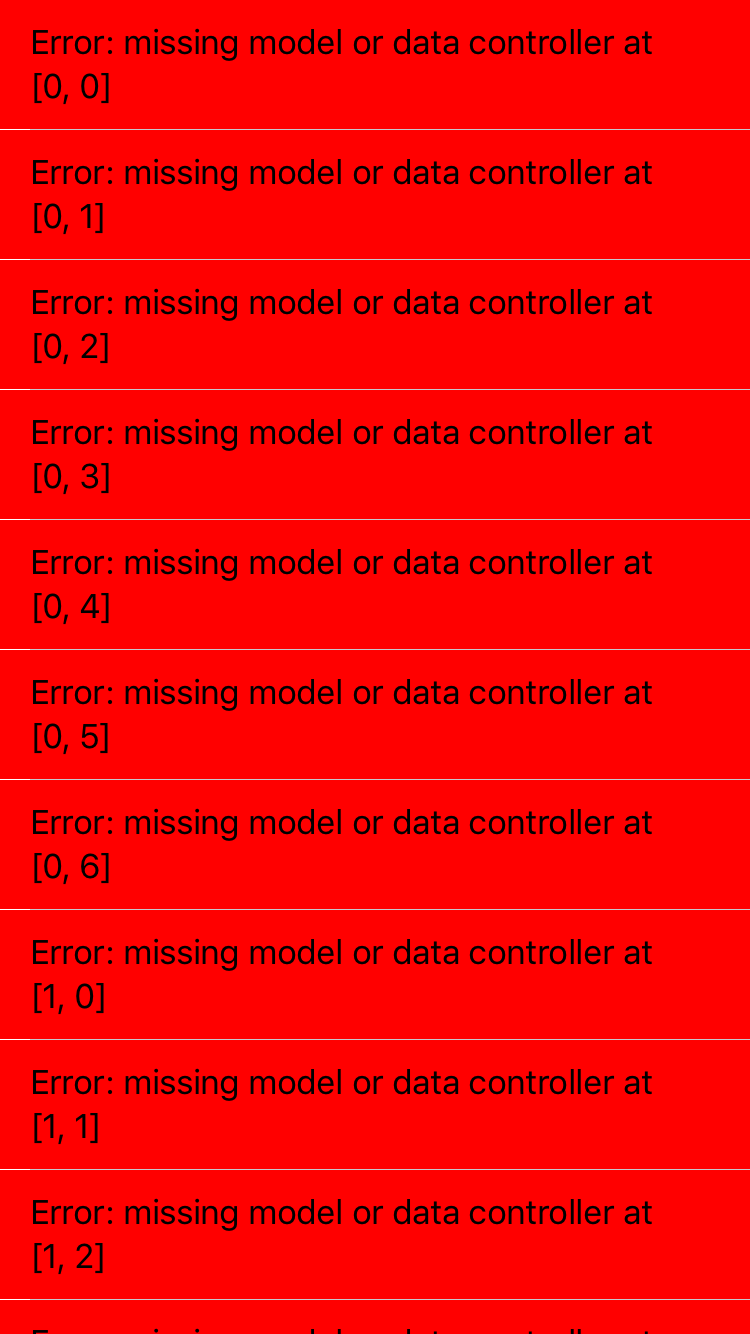 Error: missing model or data controller at
[0, 0]
Error: missing model or data controller at
[0, 1]
Error: missing model or data controller at
[0, 2]
Error: missing model or data controller at
[0, 3]
Error: missing model or data controller at
[0, 4]
Error: missing model or data controller at
[0, 5]
Error: missing model or data controller at
[0, 6]
Error: missing model or data controller at
[1, 0]
Error: missing model or data controller at
[1, 1]
Error: missing model or data controller at
[1, 2]